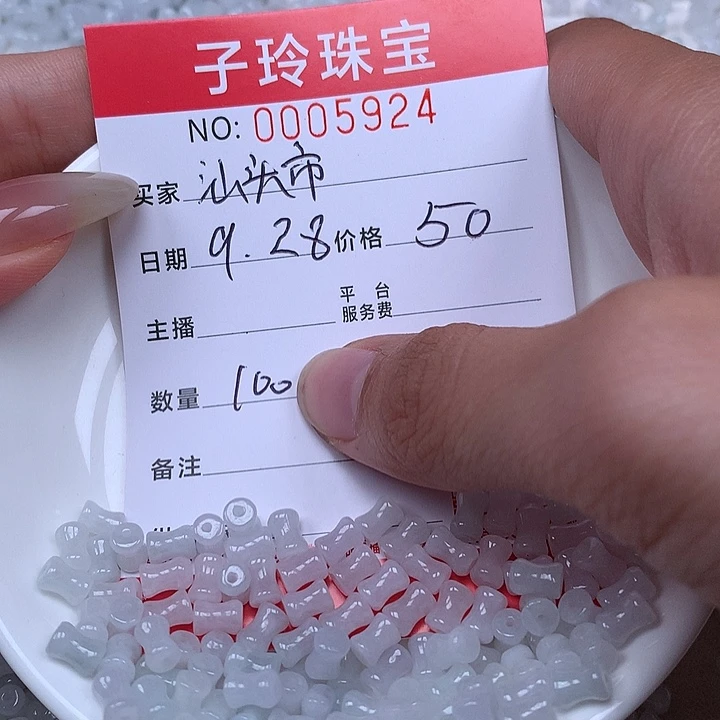 子玲珠宝
NO: 0005924
买家 汕头市
日期 9.28 价格 50
主播 平台服务费
数量 100
备注